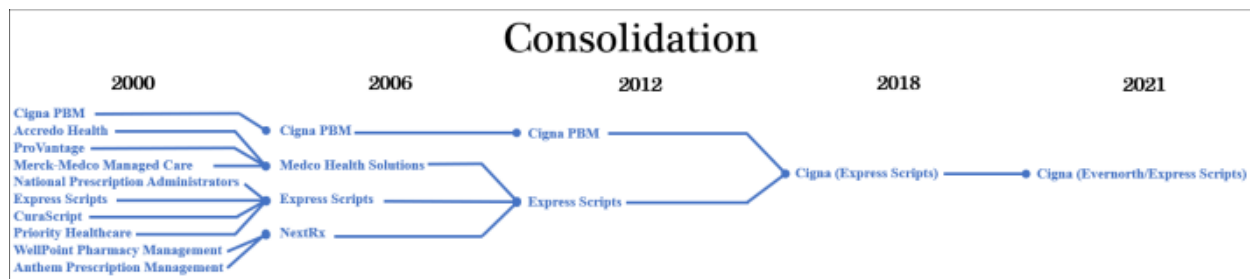 Consolidation
2000 2006 2012 2018 2021
Cigna PBM
Accredo Health
ProVantage
Merck-Medco Managed Care
National Prescription Administrators
Express Scripts
CuraScript
Priority Healthcare
WellPoint Pharmacy Management
Anthem Prescription Management
Cigna PBM
Medco Health Solutions
Express Scripts
NextRx
Cigna PBM
Express Scripts
Cigna (Express Scripts)
Cigna (Evernorth/Express Scripts)